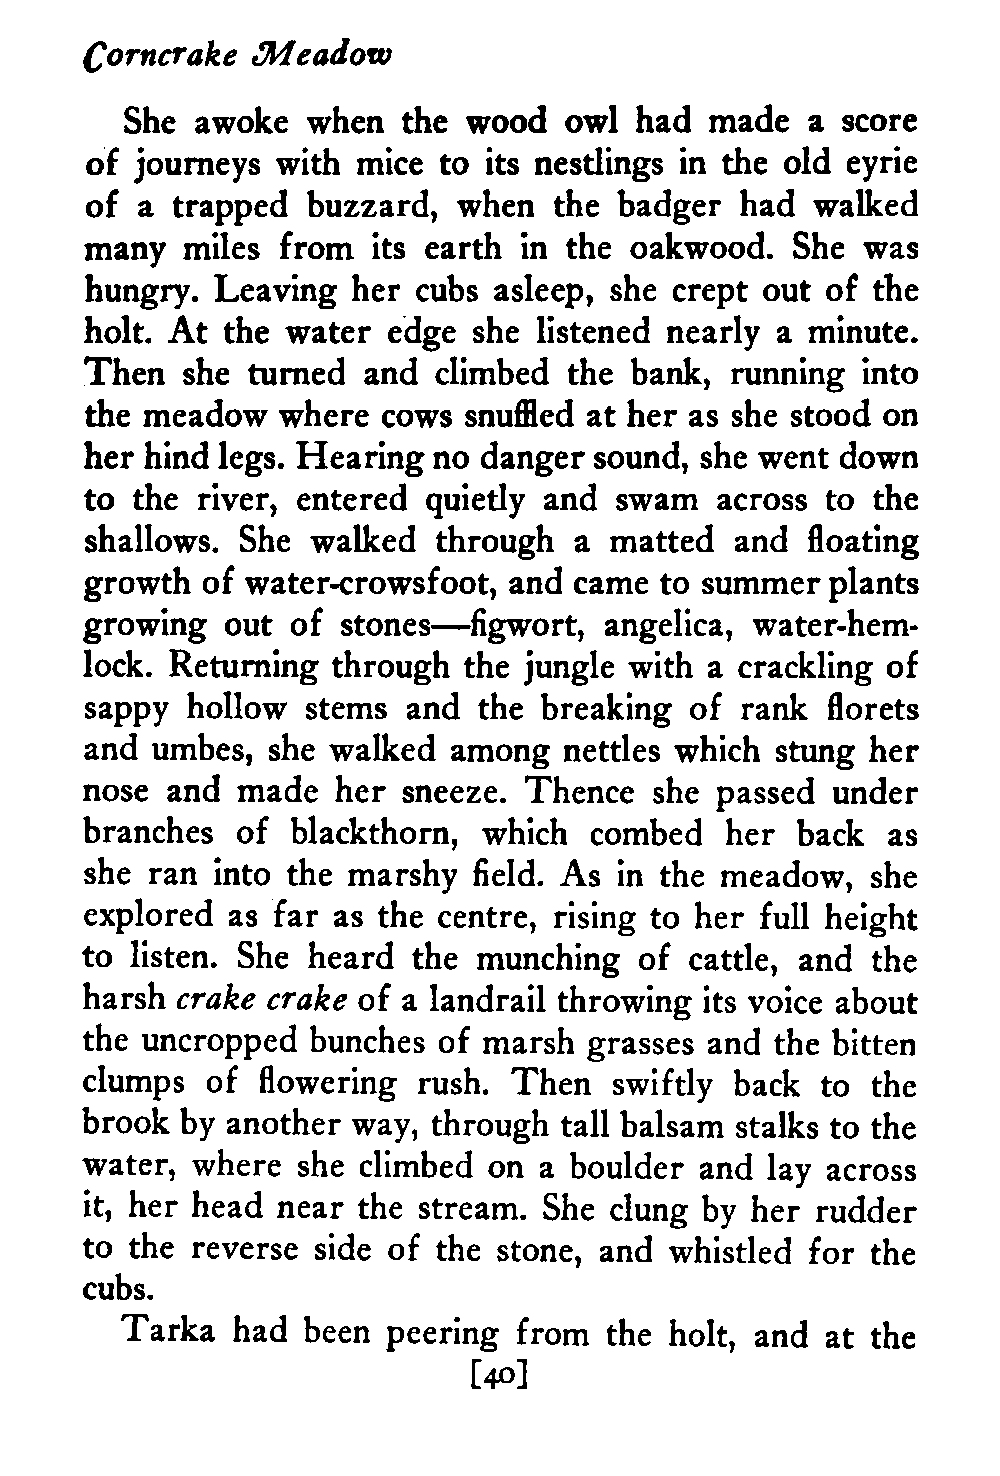 Corncrake Meadow
She awoke when the wood owl had made a score
of journeys with mice to its nestlings in the old eyrie
of a trapped buzzard, when the badger had walked
many miles from its earth in the oakwood. She was
hungry. Leaving her cubs asleep, she crept out of the
holt. At the water edge she listened nearly a minute.
Then she turned and climbed the bank, running into
the meadow where cows snuffled at her as she stood on
her hind legs. Hearing no danger sound, she went down
to the river, entered quietly and swam across to the
shallows. She walked through a matted and floating
growth of water-crowsfoot, and came to summer plants
growing out of stones—figwort, angelica, water-hem-
lock. Returning through the jungle with a crackling of
sappy hollow stems and the breaking of rank florets
and umbes, she walked among nettles which stung her
nose and made her sneeze. Thence she passed under
branches of blackthorn, which combed her back as
she ran into the marshy field. As in the meadow, she
explored as far as the centre, rising to her full height
to listen. She heard the munching of cattle, and the
harsh crake crake of a landrail throwing its voice about
the uncropped bunches of marsh grasses and the bitten
clumps of flowering rush. Then swiftly back to the
brook by another way, through tall balsam stalks to the
water, where she climbed on a boulder and lay across
it, her head near the stream. She clung by her rudder
to the reverse side of the stone, and whistled for the
cubs.
Tarka had been peering from the holt, and at the
[40]